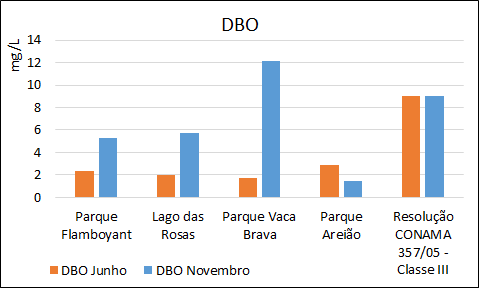 DBO
mg/L
14
12
10
8
6
4
2
0
Parque
Flamboyant
Lago das
Rosas
Parque Vaca
Brava
Parque
Areião
Resolução
CONAMA
357/05 -
Classe III
DBO Junho
DBO Novembro